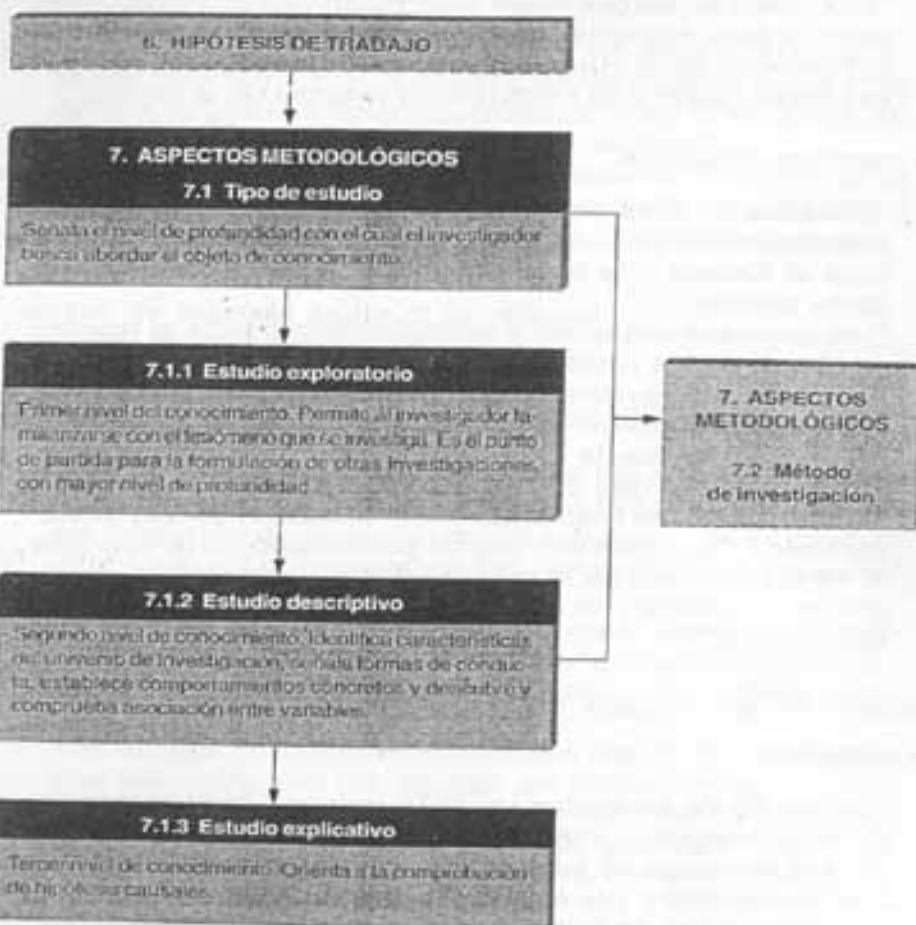 6. HIPÓTESIS DE TRABAJO
7. ASPECTOS METODOLÓGICOS
7.1 Tipo de estudio
Señala el nivel de profundidad con el cual el investigador
busca abordar el objeto de conocimiento.
7.1.1 Estudio exploratorio
Primer nivel del conocimiento. Permite al investigador fa-
miliarizarse con el fenómeno que se investiga. Es el punto
de partida para la formulación de otras investigaciones
con mayor nivel de profundidad.
7. ASPECTOS
METODOLÓGICOS
7.2 Método
de investigación
7.1.2 Estudio descriptivo
Segundo nivel de conocimiento. Identifica características
del universo de investigación, señala formas de conduc-
ta, establece comportamientos concretos y descubre y
comprueba asociación entre variables.
7.1.3 Estudio explicativo
Tercer nivel de conocimiento. Orienta a la comprobación
de hipótesis causales.